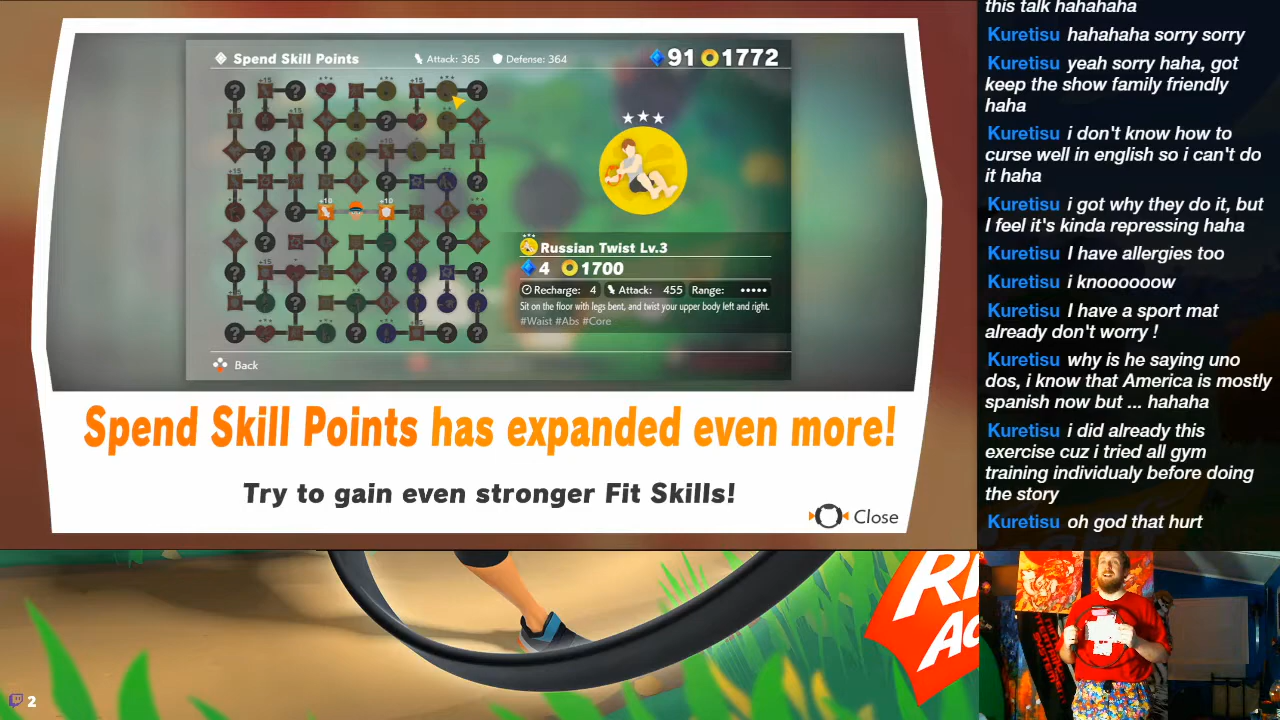 Spend Skill Points
Attack: 365
Defense: 364
91
1772
Russian Twist Lv.3
4
1700
Recharge: 4
Attack: 455
Range:
Sit on the floor with legs bent, and twist your upper body left and right.
#Waist #Abs #Core
Back
Spend Skill Points has expanded even more!
Try to gain even stronger Fit Skills!
Close
2
this talk hahahaha
Kuretisu hahahaha sorry sorry
Kuretisu yeah sorry haha, got
keep the show family friendly
haha
Kuretisu i don't know how to
curse well in english so i can't do
it haha
Kuretisu i got why they do it, but
I feel it's kinda repressing haha
Kuretisu I have allergies too
Kuretisu i knoooooow
Kuretisu I have a sport mat
already don't worry !
Kuretisu why is he saying uno
dos, i know that America is mostly
spanish now but ... hahaha
Kuretisu i did already this
exercise cuz i tried all gym
training individualy before doing
the story
Kuretisu oh god that hurt